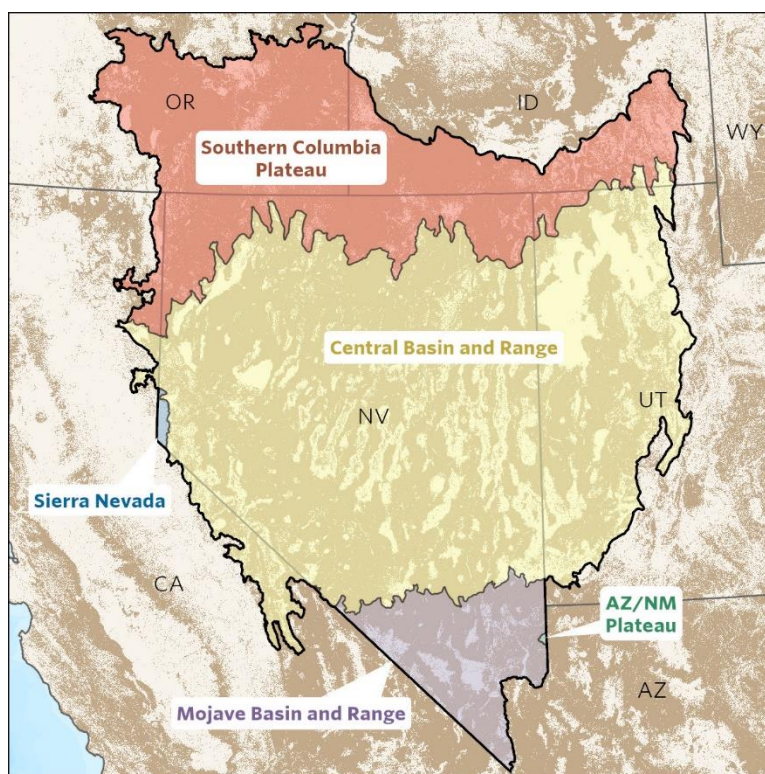 OR
ID
WY
Southern Columbia
Plateau
Central Basin and Range
NV
UT
Sierra Nevada
CA
AZ/NM
Plateau
Mojave Basin and Range
AZ